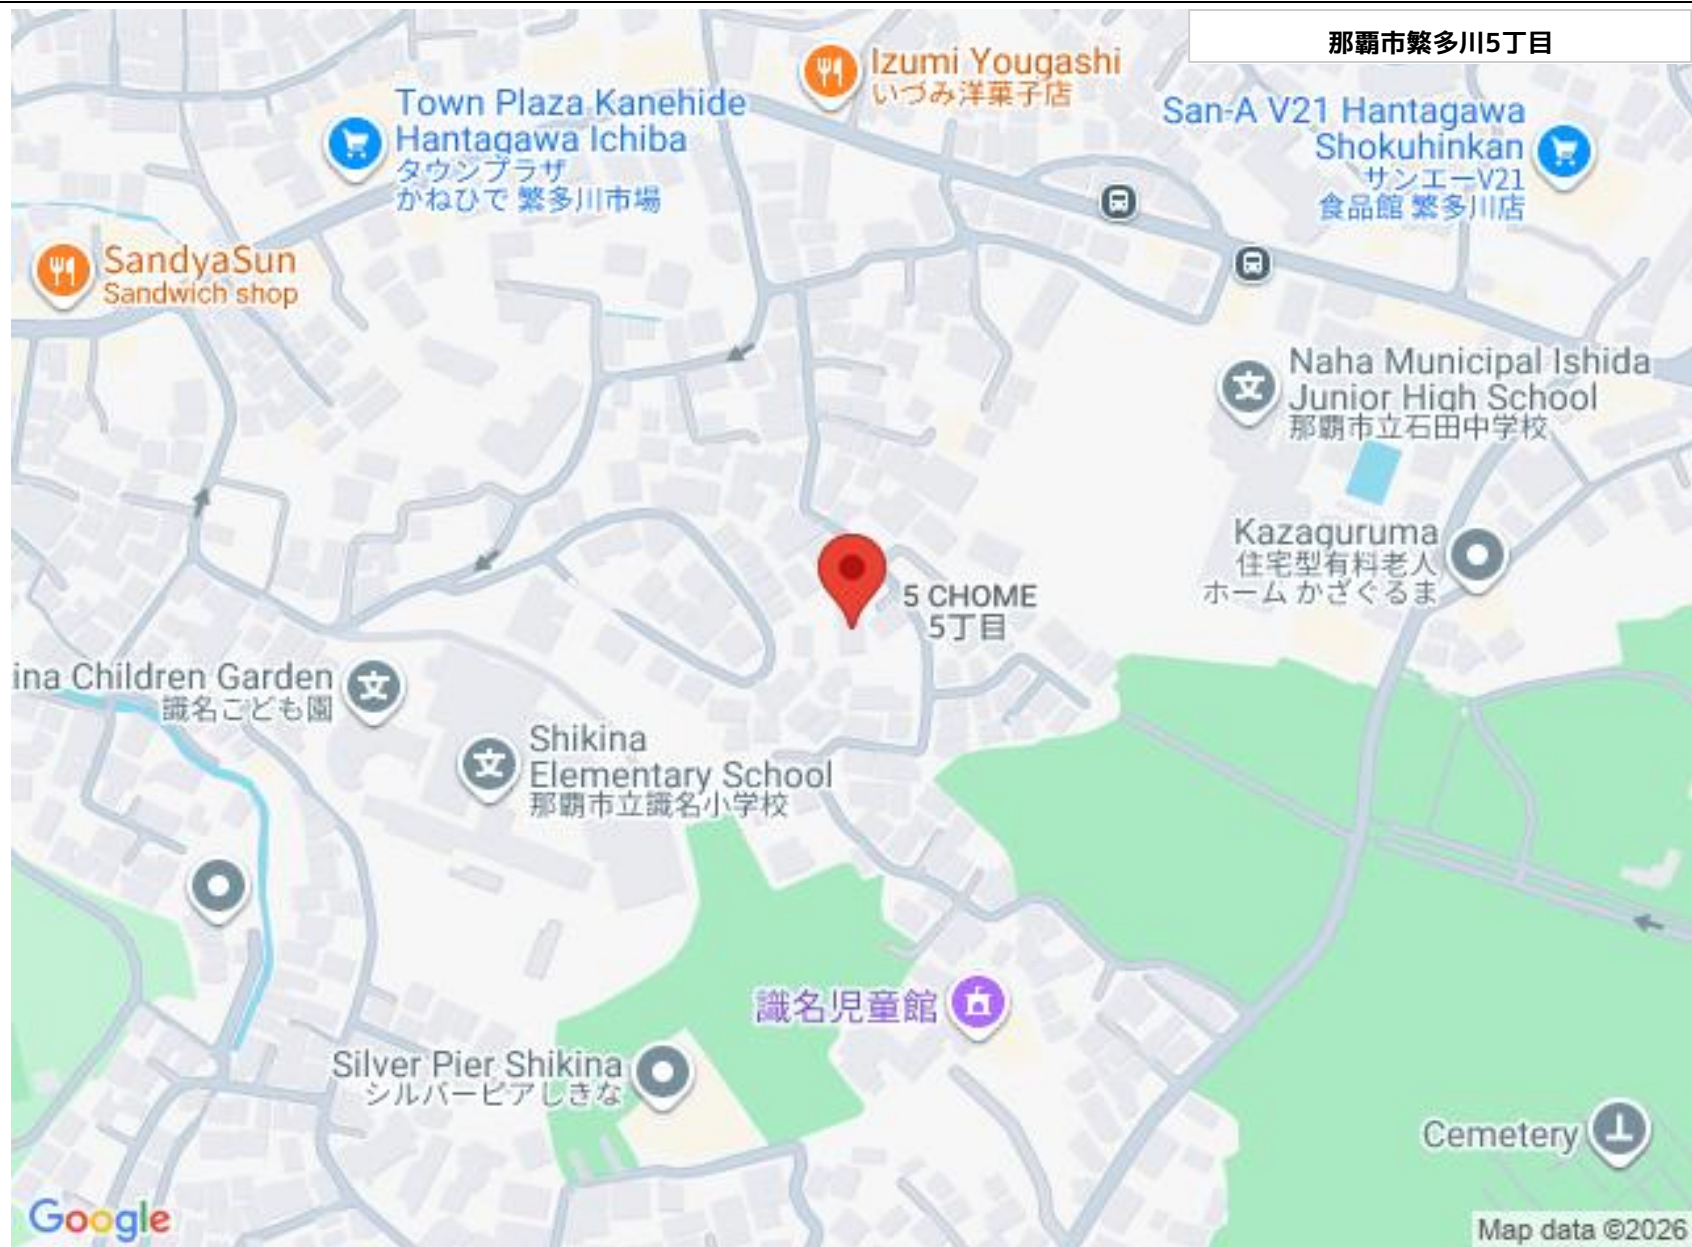 那覇市繁多川5丁目
Izumi Yougashi
いづみ洋菓子店
Town Plaza Kanehide
Hantagawa Ichiba
タウンプラザ
かねひで 繁多川市場
San-A V21 Hantagawa
Shokuhinkan
サンエーV21
食品館 繁多川店
SandyaSun
Sandwich shop
Naha Municipal Ishida
Junior High School
那覇市立石田中学校
Kazaguruma
住宅型有料老人
ホーム かざぐるま
5 CHOME
5丁目
ina Children Garden
識名こども園
Shikina
Elementary School
那覇市立識名小学校
識名児童館
Silver Pier Shikina
シルバーピアしきな
Cemetery
Google
Map data ©2026